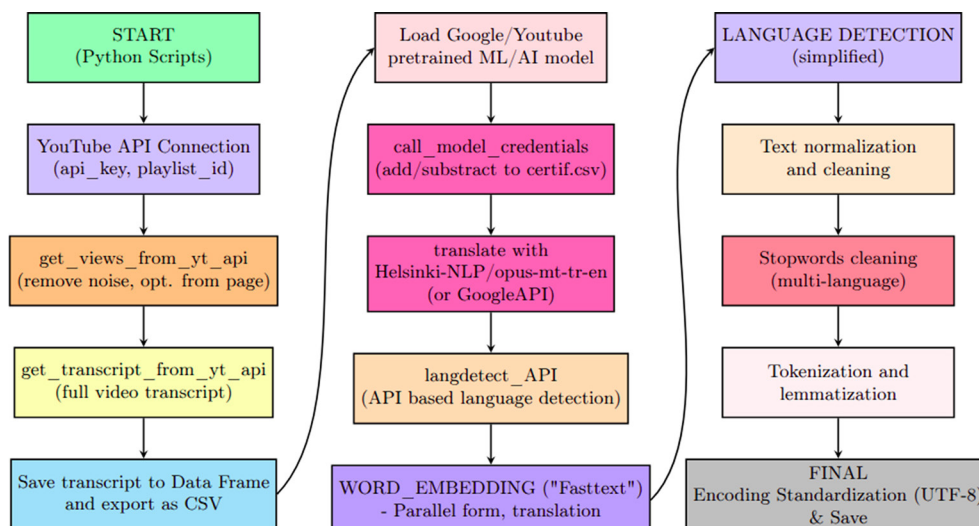 START
(Python Scripts)
YouTube API Connection
(api_key, playlist_id)
get_views_from_yt_api
(remove noise, opt. from page)
get_transcript_from_yt_api
(full video transcript)
Save transcript to Data Frame
and export as CSV
Load Google/Youtube
pretrained ML/AI model
call_model_credentials
(add/substract to certif.csv)
translate with
Helsinki-NLP/opus-mt-tr-en
(or GoogleAPI)
langdetect_API
(API based language detection)
WORD_EMBEDDING ("Fasttext")
- Parallel form, translation
LANGUAGE DETECTION
(simplified)
Text normalization
and cleaning
Stopwords cleaning
(multi-language)
Tokenization and
lemmatization
FINAL
Encoding Standardization (UTF-8)
& Save